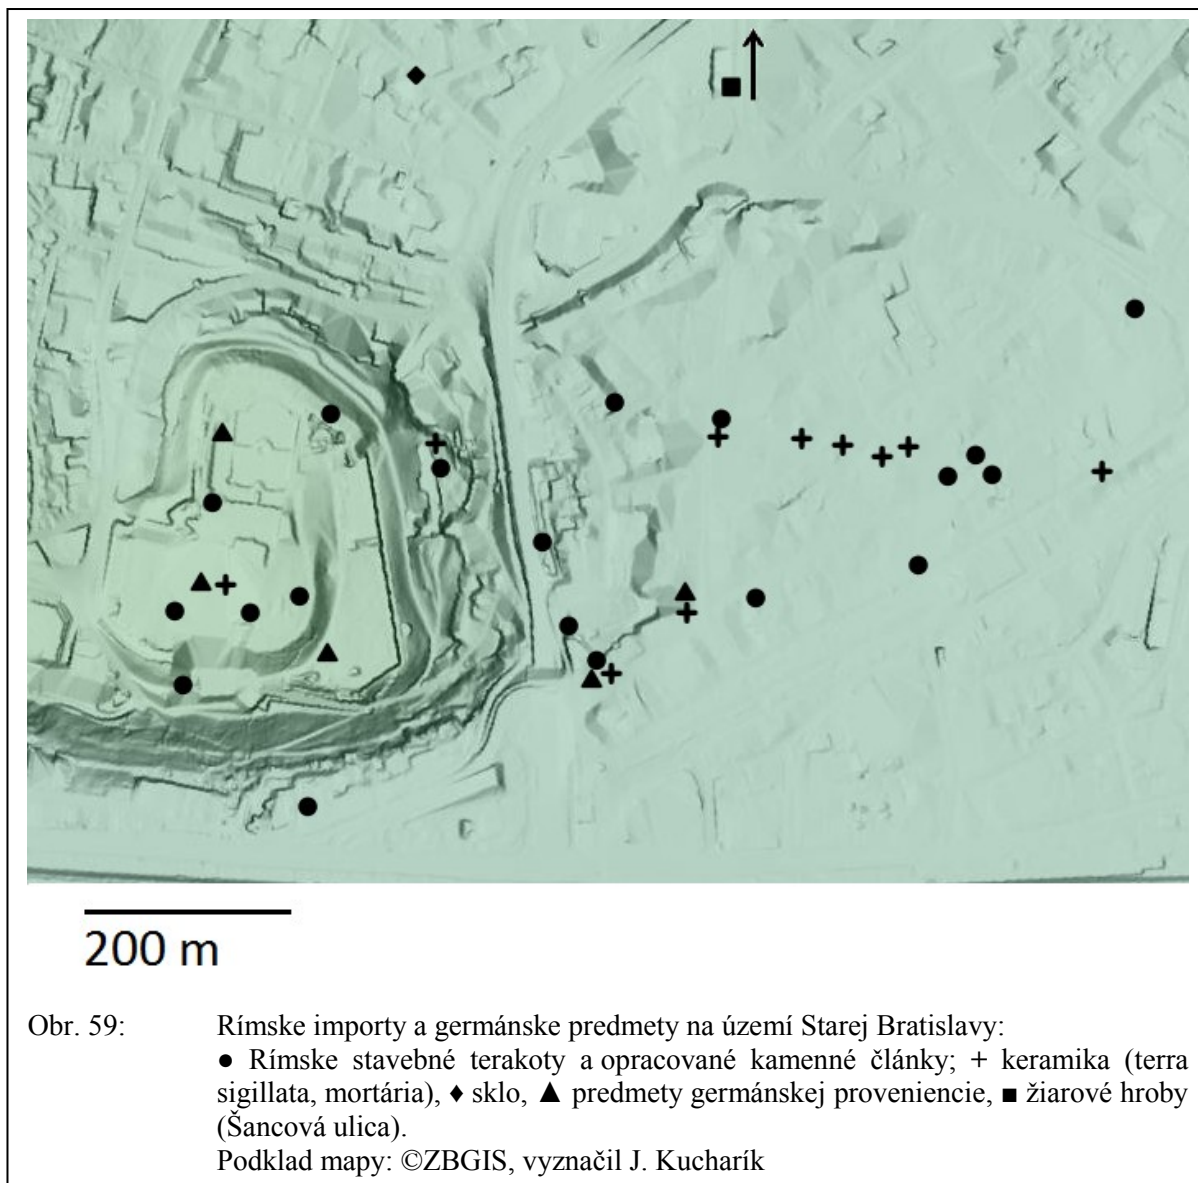 200 m
Obr. 59: Rímske importy a germánske predmety na území Starej Bratislavy:
● Rímske stavebné terakoty a opracované kamenné články; + keramika (terra
sigillata, mortária), ♦ sklo, ▲ predmety germánskej proveniencie, ■ žiarové hroby
(Šancová ulica).
Podklad mapy: ©ZBGIS, vyznačil J. Kucharík